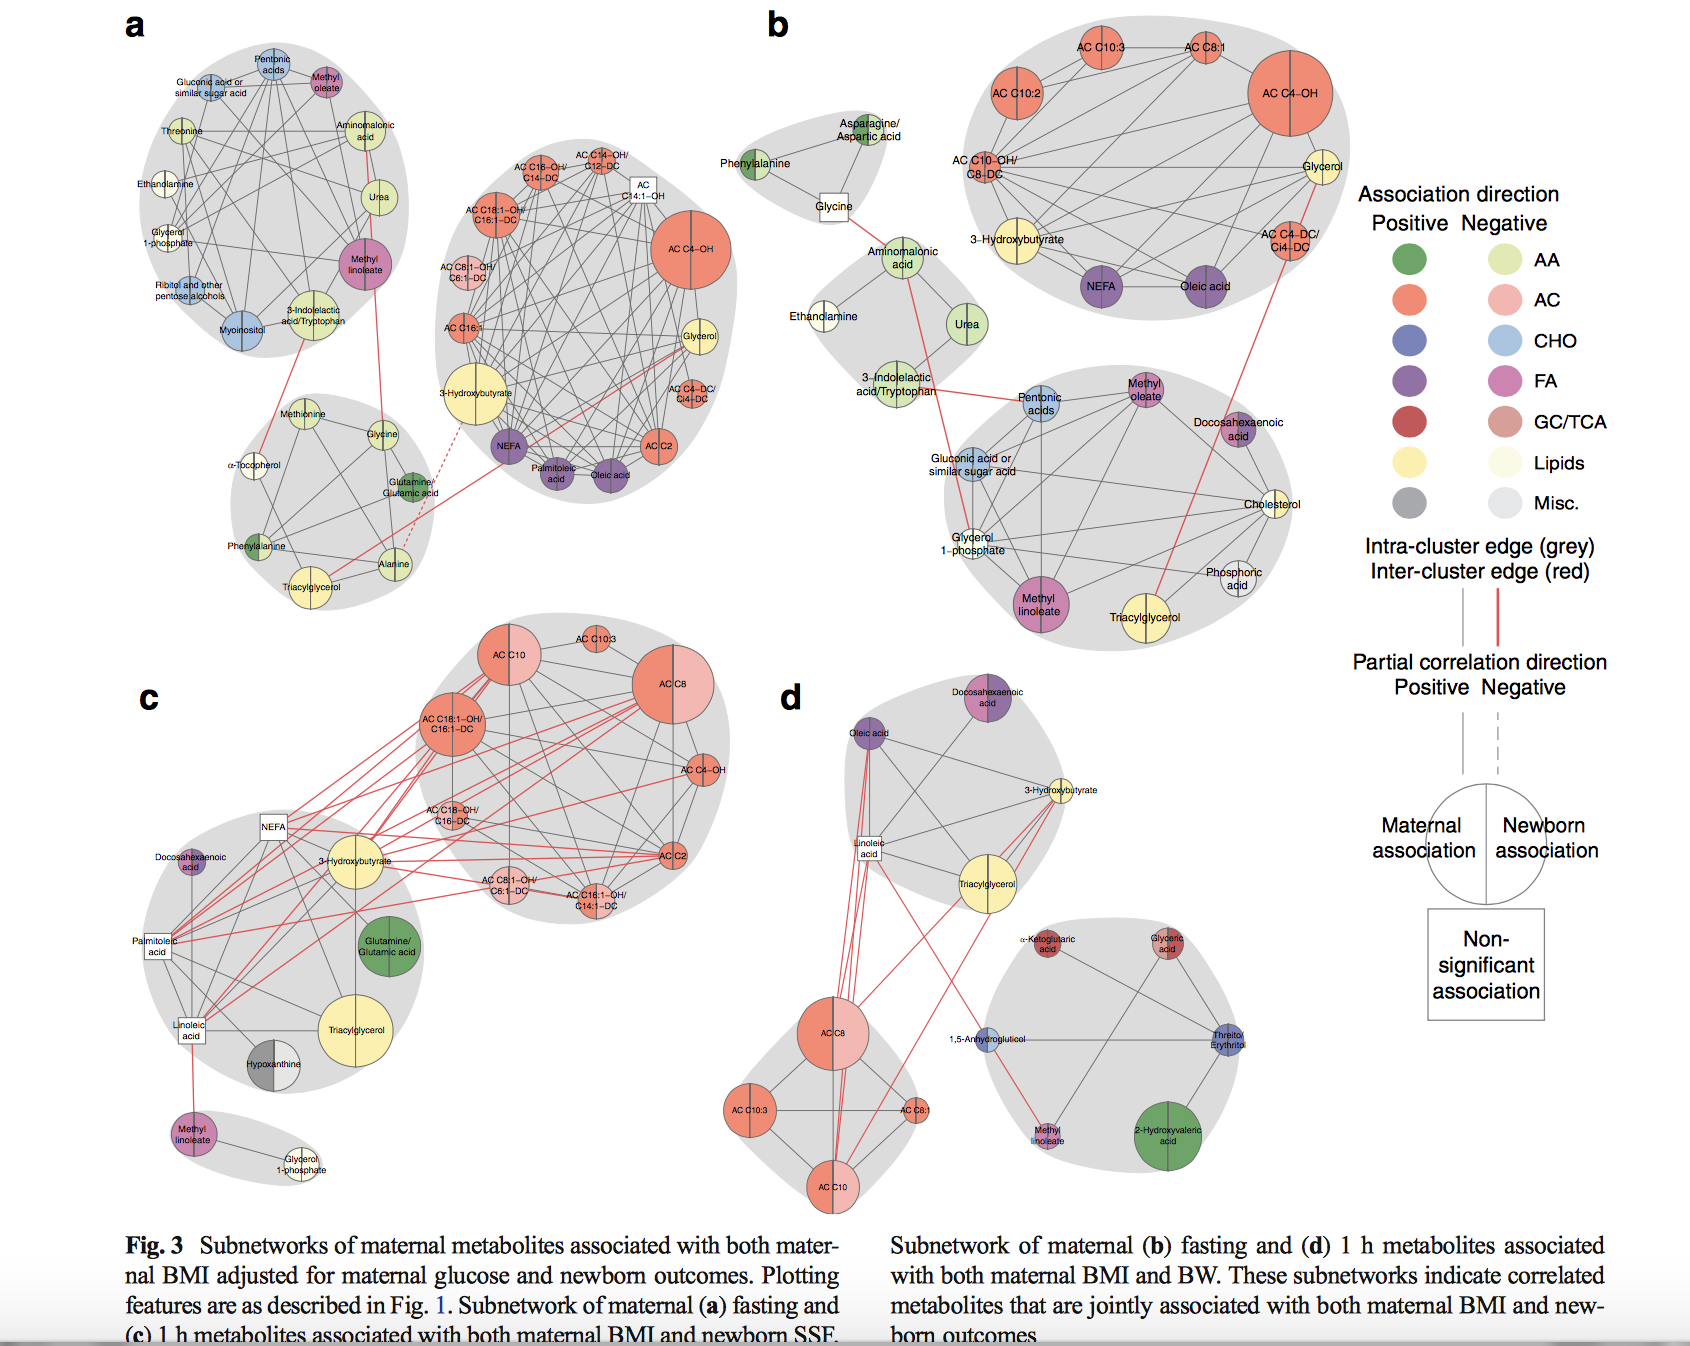 a
Pentonic
acids
Gluconic acid or
similar sugar acid
Methyl
oleate
Threonine
Aminomalonic
acid
Ethanolamine
Urea
Glycerol
1-phosphate
Methyl
linoleate
Ribitol and other
pentose alcohols
Myoinositol
3-Indolelactic
acid/Tryptophan
AC C16–OH/
C14–DC
AC C14–OH/
C12–DC
AC
C14:1–OH
AC C18:1–OH/
C16:1–DC
AC C4–OH
AC C8:1–OH/
C6:1–DC
AC C16:1
Glycerol
3-Hydroxybutyrate
AC C4–DC/
Ci4–DC
NEFA
Palmitoleic
acid
Oleic acid
AC C2
Methionine
Glycine
α-Tocopherol
Glutamine/
Glutamic acid
Phenylalanine
Alanine
Triacylglycerol
b
Asparagine/
Aspartic acid
Phenylalanine
Glycine
Aminomalonic
acid
Ethanolamine
Urea
3–Indolelactic
acid/Tryptophan
AC C10:3
AC C8:1
AC C10:2
AC C4–OH
AC C10–OH/
C8–DC
Glycerol
3–Hydroxybutyrate
AC C4–DC/
Ci4–DC
NEFA
Oleic acid
Pentonic
acids
Methyl
oleate
Docosahexaenoic
acid
Gluconic acid or
similar sugar acid
Cholesterol
Glycerol
1–phosphate
Phosphoric
acid
Methyl
linoleate
Triacylglycerol
Association direction
Positive Negative
AA
AC
CHO
FA
GC/TCA
Lipids
Misc.
Intra-cluster edge (grey)
Inter-cluster edge (red)
Partial correlation direction
Positive Negative
Maternal
association
Newborn
association
Non-
significant
association
c
AC C10
AC C10:3
AC C8
AC C18:1–OH/
C16:1–DC
AC C4–OH
AC C18–OH/
C16–DC
AC C2
AC C8:1–OH/
C6:1–DC
AC C16:1–OH/
C14:1–DC
NEFA
Docosahexaenoic
acid
3-Hydroxybutyrate
Palmitoleic
acid
Glutamine/
Glutamic acid
Linoleic
acid
Triacylglycerol
Hypoxanthine
Methyl
linoleate
Glycerol
1-phosphate
d
Docosahexaenoic
acid
Oleic acid
3-Hydroxybutyrate
Linoleic
acid
Triacylglycerol
α-Ketoglutaric
acid
Glyceric
acid
1,5-Anhydroglucitol
Threitol/
Erythritol
Methyl
linoleate
2-Hydroxyvaleric
acid
AC C8
AC C10:3
AC C8:1
AC C10
Fig. 3 Subnetworks of maternal metabolites associated with both mater-
nal BMI adjusted for maternal glucose and newborn outcomes. Plotting
features are as described in Fig. 1. Subnetwork of maternal (a) fasting and
(c) 1 h metabolites associated with both maternal BMI and newborn SSF.
Subnetwork of maternal (b) fasting and (d) 1 h metabolites associated
with both maternal BMI and BW. These subnetworks indicate correlated
metabolites that are jointly associated with both maternal BMI and new-
born outcomes